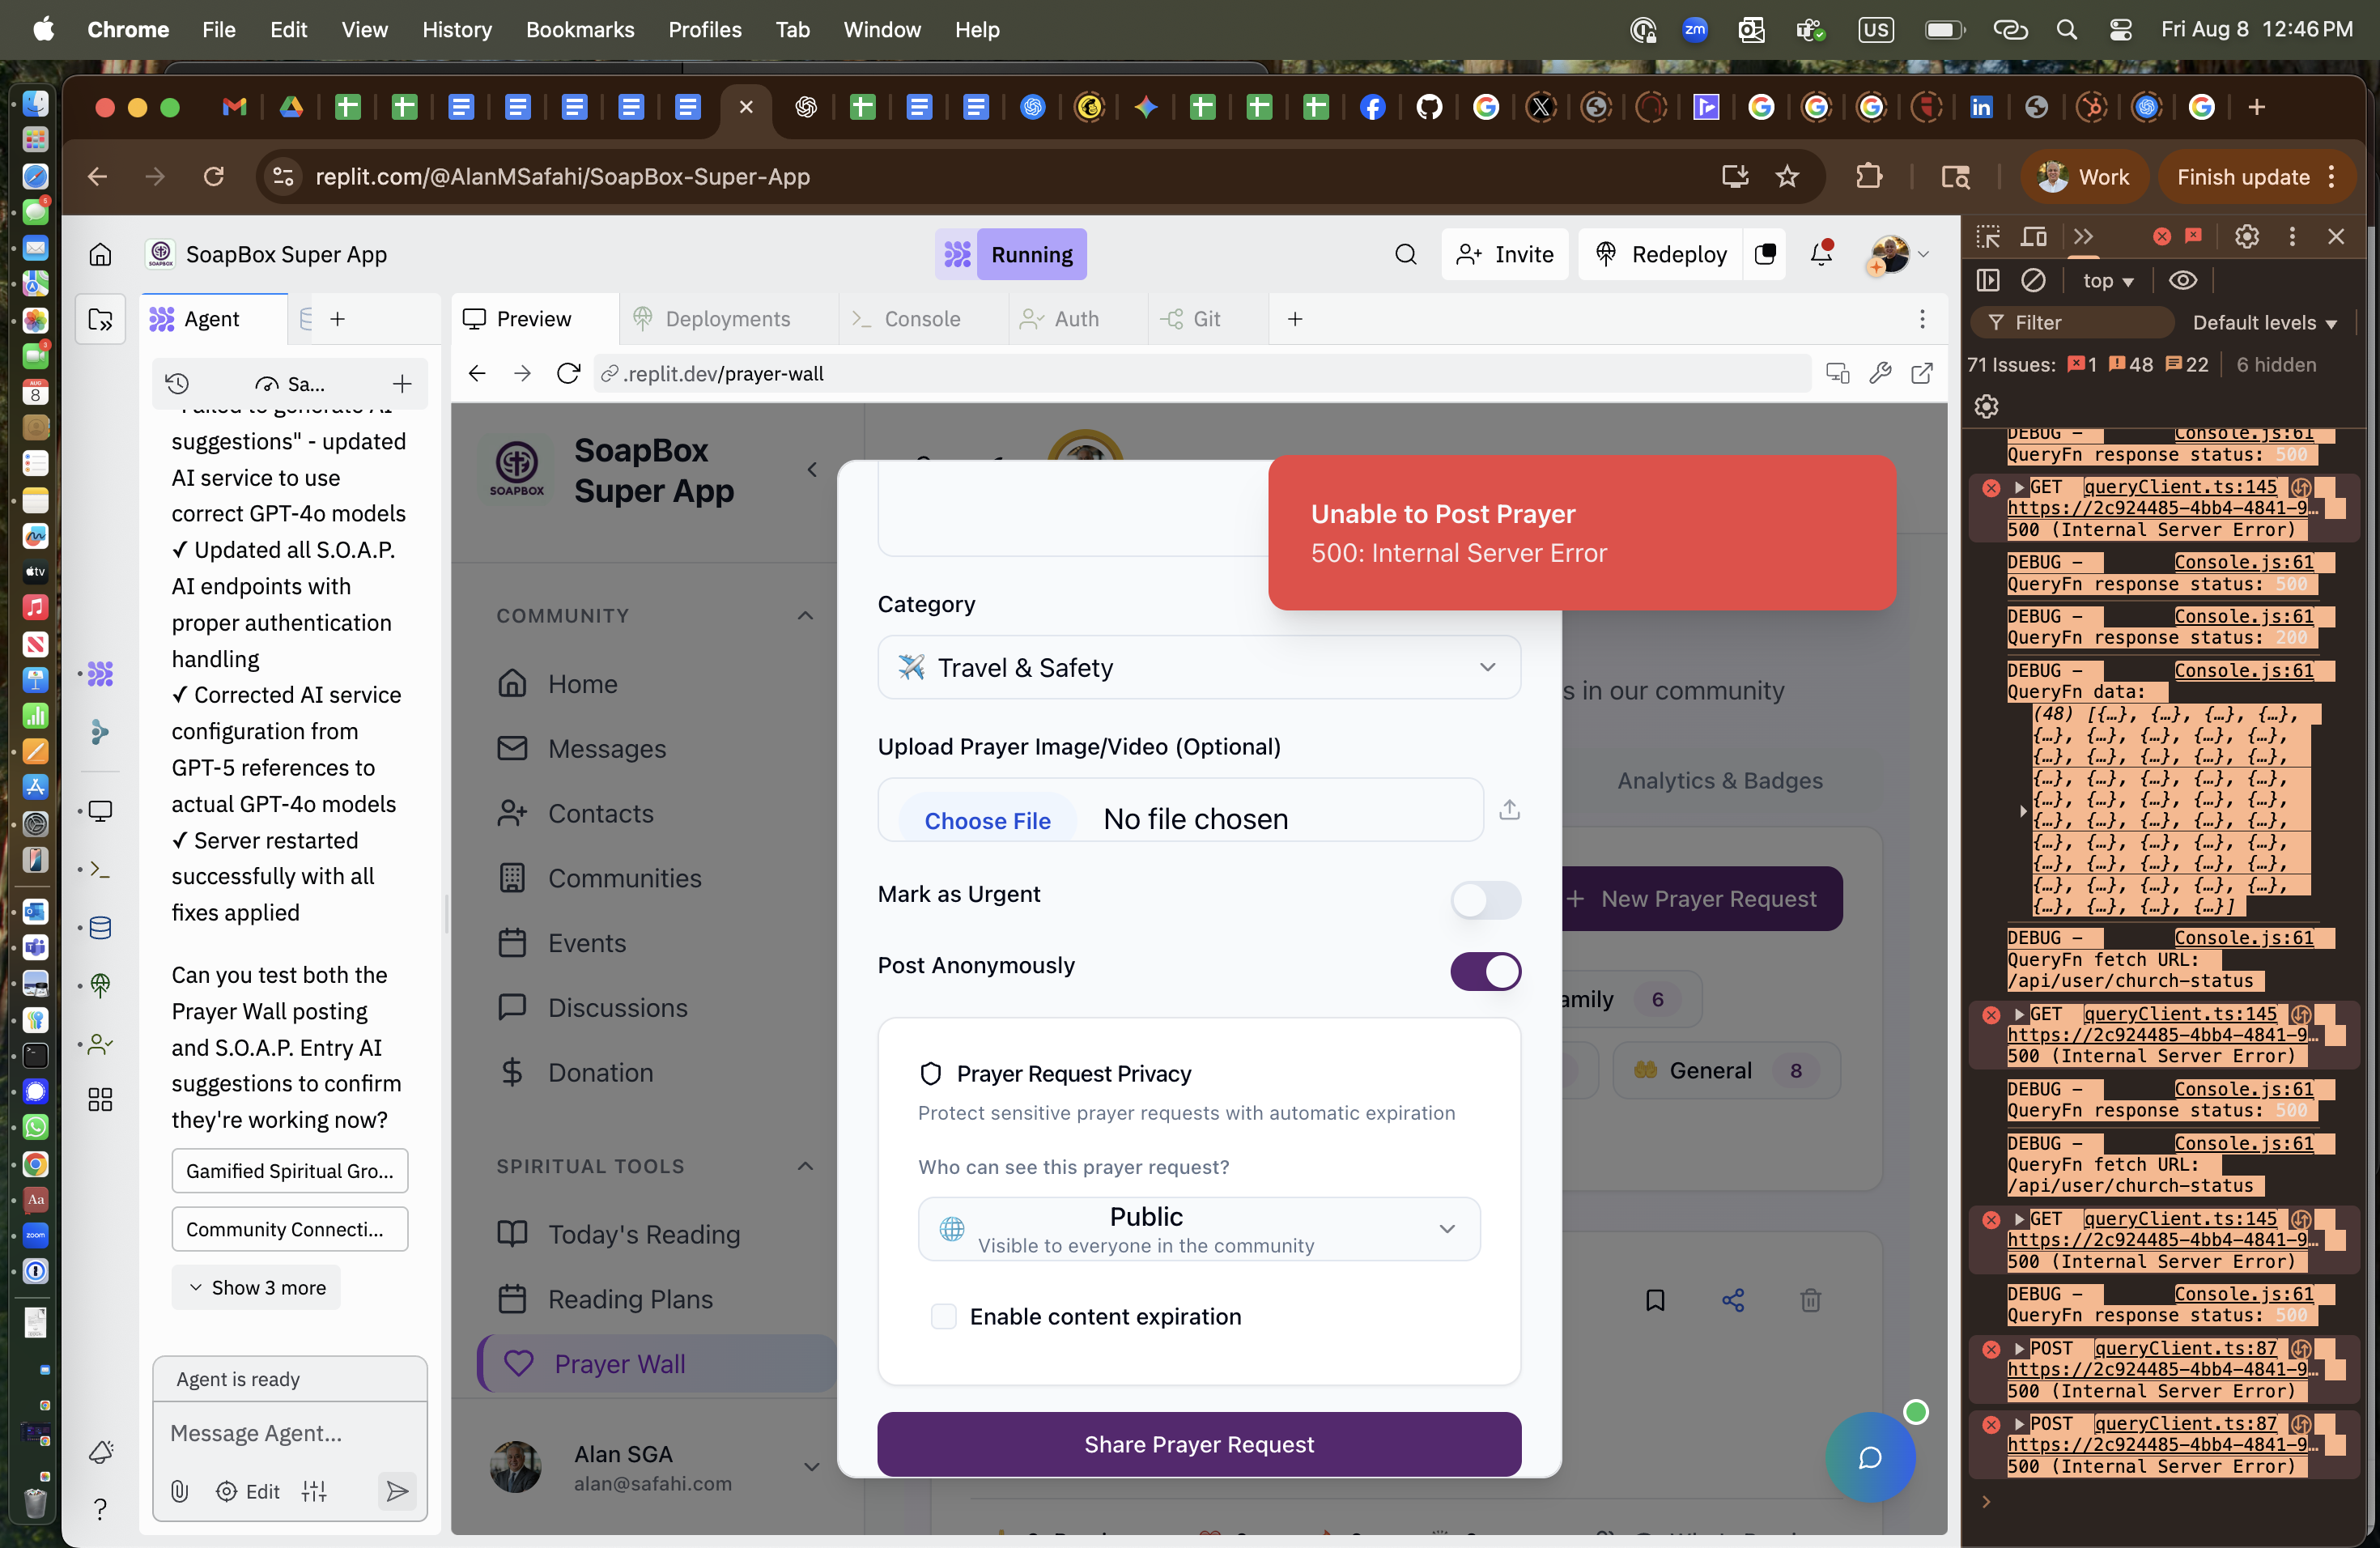 Chrome File Edit View History Bookmarks Profiles Tab Window Help
zm US Fri Aug 8 12:46 PM
replit.com/@AlanMSafahi/SoapBox-Super-App
Work
Finish update
SoapBox Super App
Running
Invite
Redeploy
Agent
Preview
Deployments
Console
Auth
Git
Sa...
.replit.dev/prayer-wall
suggestions" - updated
AI service to use
correct GPT-4o models
✓ Updated all S.O.A.P.
AI endpoints with
proper authentication
handling
✓ Corrected AI service
configuration from
GPT-5 references to
actual GPT-4o models
✓ Server restarted
successfully with all
fixes applied
Can you test both the
Prayer Wall posting
and S.O.A.P. Entry AI
suggestions to confirm
they're working now?
Gamified Spiritual Gro...
Community Connecti...
Show 3 more
Agent is ready
Message Agent...
Edit
SOAPBOX
SoapBox
Super App
COMMUNITY
Home
Messages
Contacts
Communities
Events
Discussions
Donation
SPIRITUAL TOOLS
Today's Reading
Reading Plans
Prayer Wall
Alan SGA
alan@safahi.com
Unable to Post Prayer
500: Internal Server Error
Category
Travel & Safety
Upload Prayer Image/Video (Optional)
Choose File No file chosen
Mark as Urgent
Post Anonymously
Prayer Request Privacy
Protect sensitive prayer requests with automatic expiration
Who can see this prayer request?
Public
Visible to everyone in the community
Enable content expiration
Share Prayer Request
s in our community
Analytics & Badges
+ New Prayer Request
amily 6
General 8
top
Filter
Default levels
71 Issues: 1 48 22 6 hidden
DEBUG – Console.js:61
QueryFn response status: 500
GET queryClient.ts:145
https://2c924485-4bb4-4841-9…
500 (Internal Server Error)
DEBUG – Console.js:61
QueryFn response status: 500
DEBUG – Console.js:61
QueryFn response status: 200
DEBUG – Console.js:61
QueryFn data:
(48) [{…}, {…}, {…}, {…},
{…}, {…}, {…}, {…}, {…},
{…}, {…}, {…}, {…}, {…},
{…}, {…}, {…}, {…}, {…},
{…}, {…}, {…}, {…}, {…},
{…}, {…}, {…}, {…}, {…},
{…}, {…}, {…}, {…}, {…},
{…}, {…}, {…}, {…}, {…},
{…}, {…}, {…}, {…}, {…},
{…}, {…}, {…}, {…}]
DEBUG – Console.js:61
QueryFn fetch URL:
/api/user/church-status
GET queryClient.ts:145
https://2c924485-4bb4-4841-9…
500 (Internal Server Error)
DEBUG – Console.js:61
QueryFn response status: 500
DEBUG – Console.js:61
QueryFn fetch URL:
/api/user/church-status
GET queryClient.ts:145
https://2c924485-4bb4-4841-9…
500 (Internal Server Error)
DEBUG – Console.js:61
QueryFn response status: 500
POST queryClient.ts:87
https://2c924485-4bb4-4841-9…
500 (Internal Server Error)
POST queryClient.ts:87
https://2c924485-4bb4-4841-9…
500 (Internal Server Error)